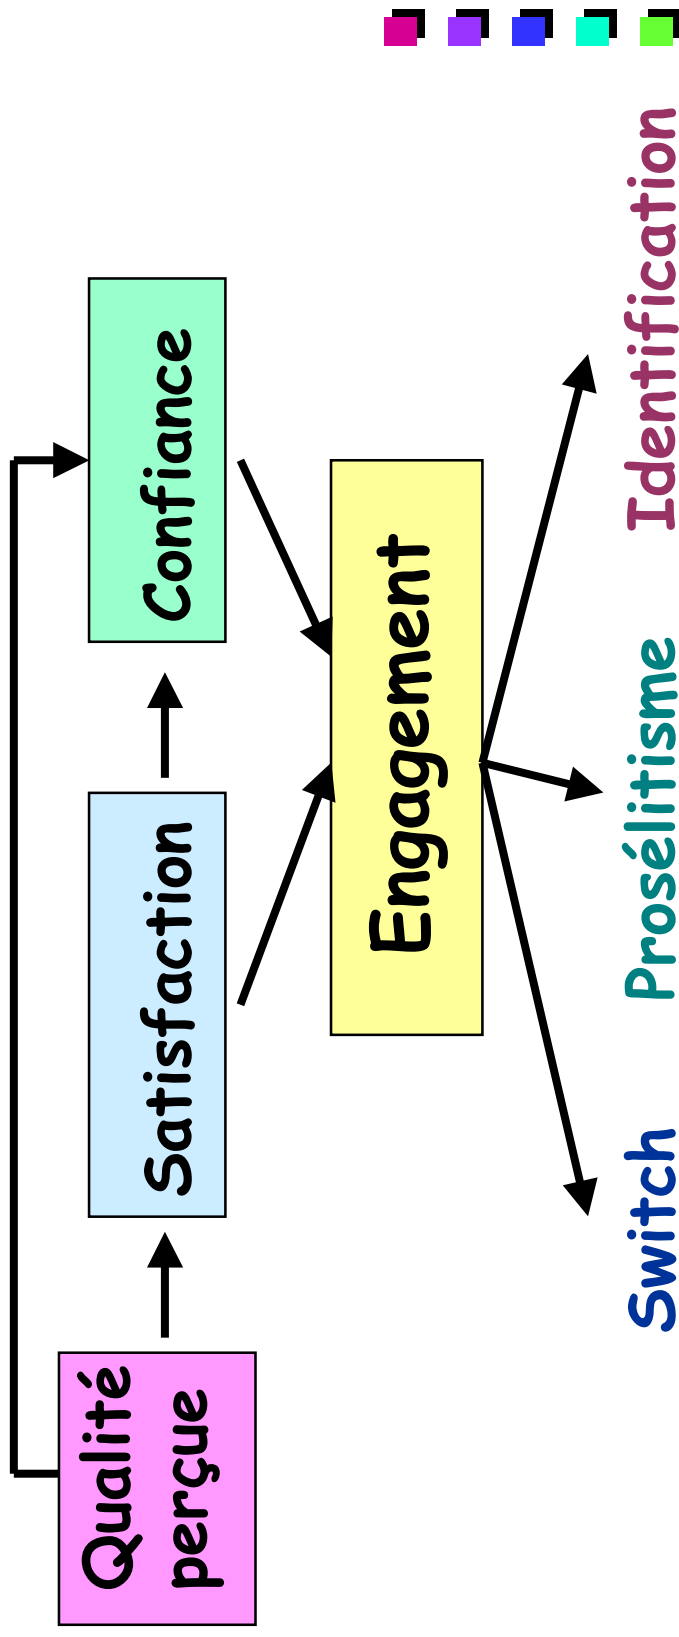 Qualité
perçue
Satisfaction
Confiance
Engagement
Switch
Prosélitisme
Identification